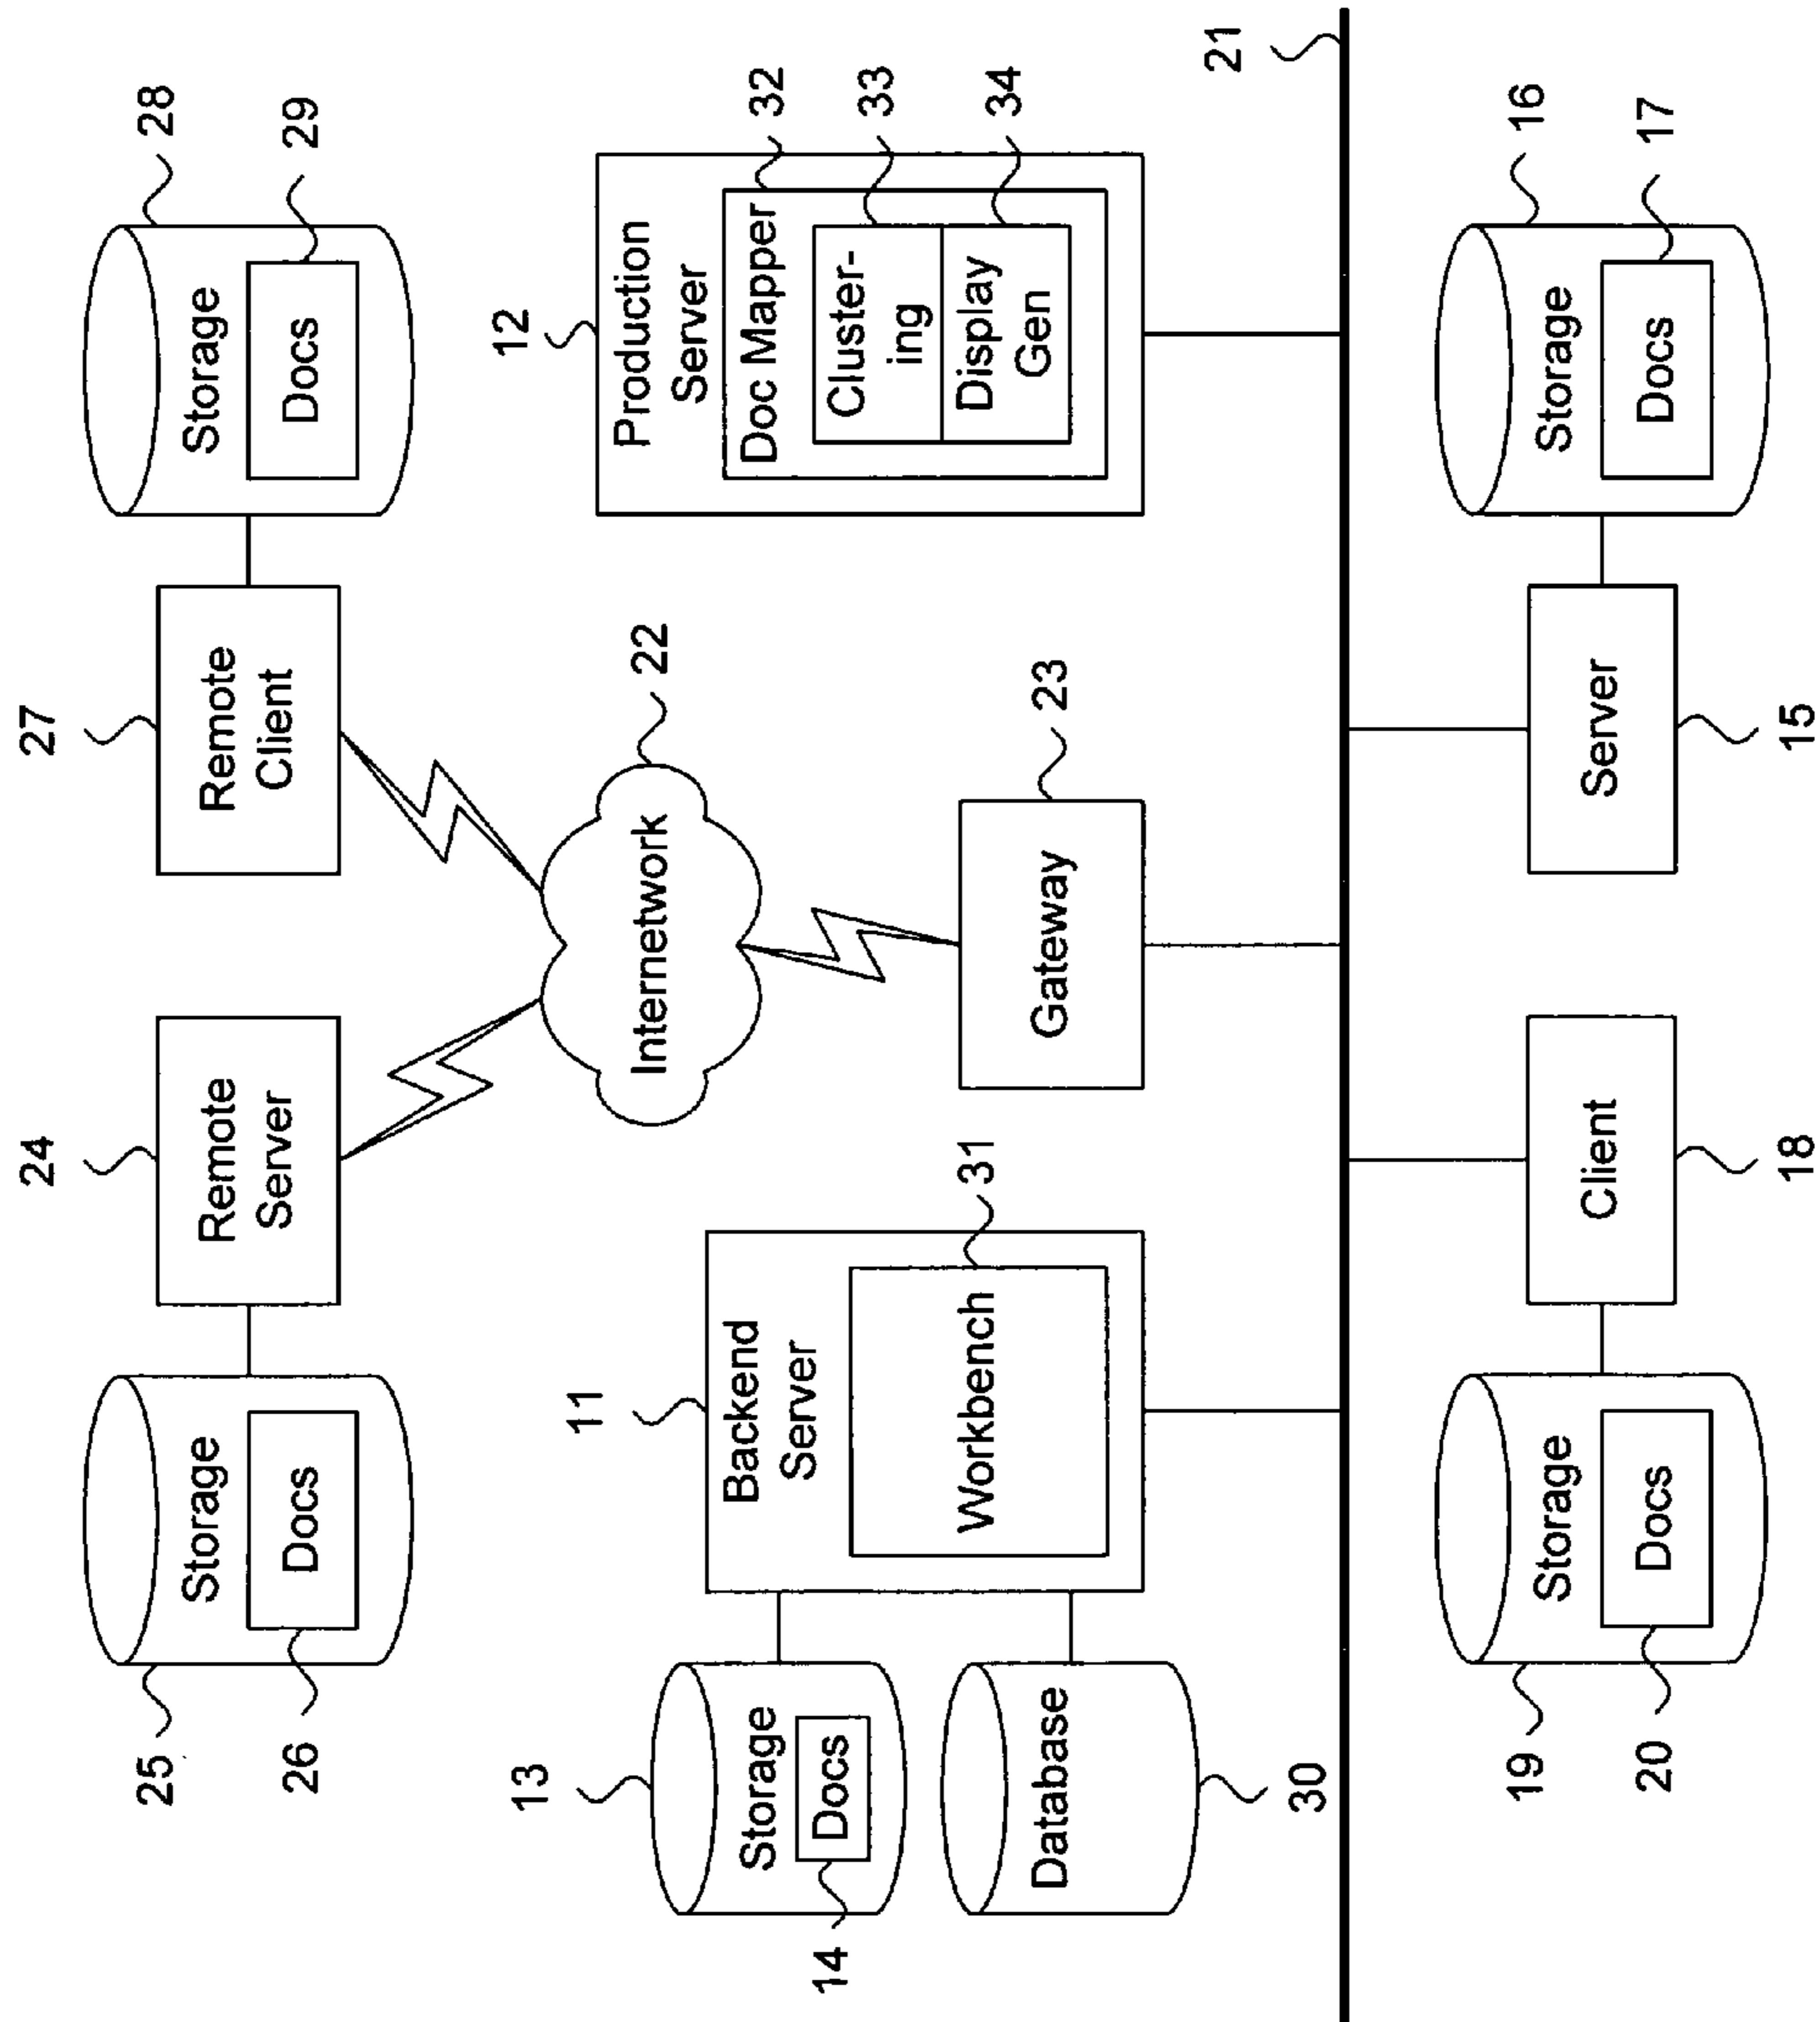 24
27
25
Storage
Docs
26
Remote
Server
Remote
Client
Storage
Docs
28
29
13
Storage
Docs
14
11
Backend
Server
Workbench
31
Internetwork
22
12
Production
Server
Doc Mapper
Cluster-
ing
Display
Gen
32
33
34
Database
30
Gateway
23
21
19
Storage
Docs
20
Client
18
Server
15
Storage
Docs
16
17